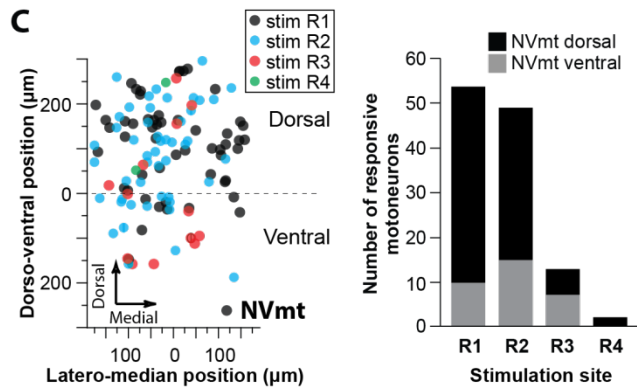 C
stim R1
stim R2
stim R3
stim R4
Dorso-ventral position (µm)
200
0
200
Dorsal
Ventral
Dorsal
Medial
NVmt
100 0 100
Latero-median position (µm)
NVmt dorsal
NVmt ventral
Number of responsive
motoneurons
60
50
40
30
20
10
0
R1 R2 R3 R4
Stimulation site